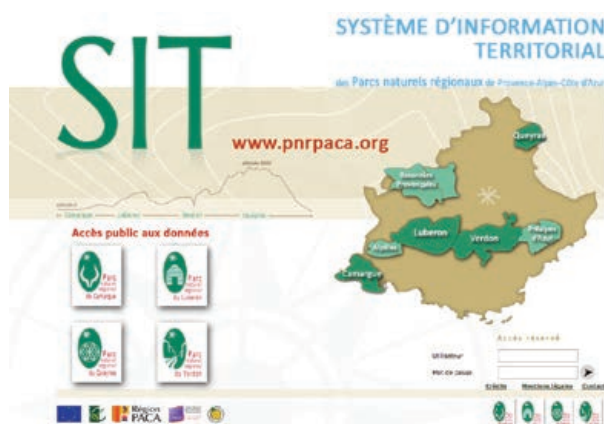 SIT
SYSTÈME D'INFORMATION
TERRITORIAL
des Parcs naturels régionaux de Provence-Alpes-Côte d'Azur
www.pnrpaca.org
Queyras
Baronnies
Provençales
Luberon
Verdon
Préalpes
d'Azur
Alpilles
Camargue
Accès public aux données
Parc
naturel
régional
de Camargue
Parc
naturel
régional
du Luberon
Parc
naturel
régional
du Queyras
Parc
naturel
régional
du Verdon
Accès réservé
Utilisateur
Mot de passe
Crédits Mentions légales Contact
Région
PACA